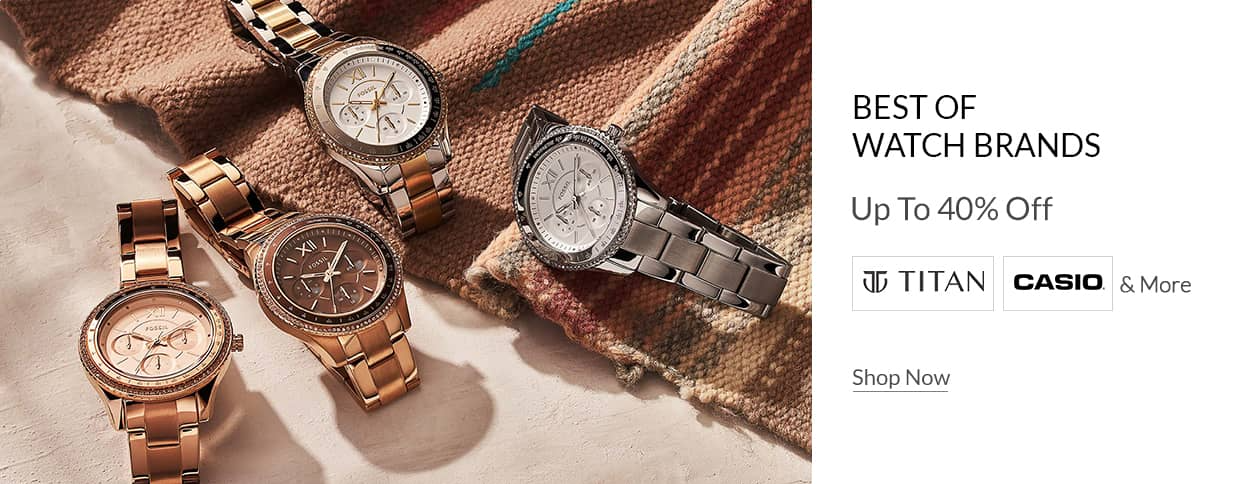 FOSSIL
FOSSIL
FOSSIL
FOSSIL
BEST OF
WATCH BRANDS
Up To 40% Off
TITAN CASIO & More
Shop Now